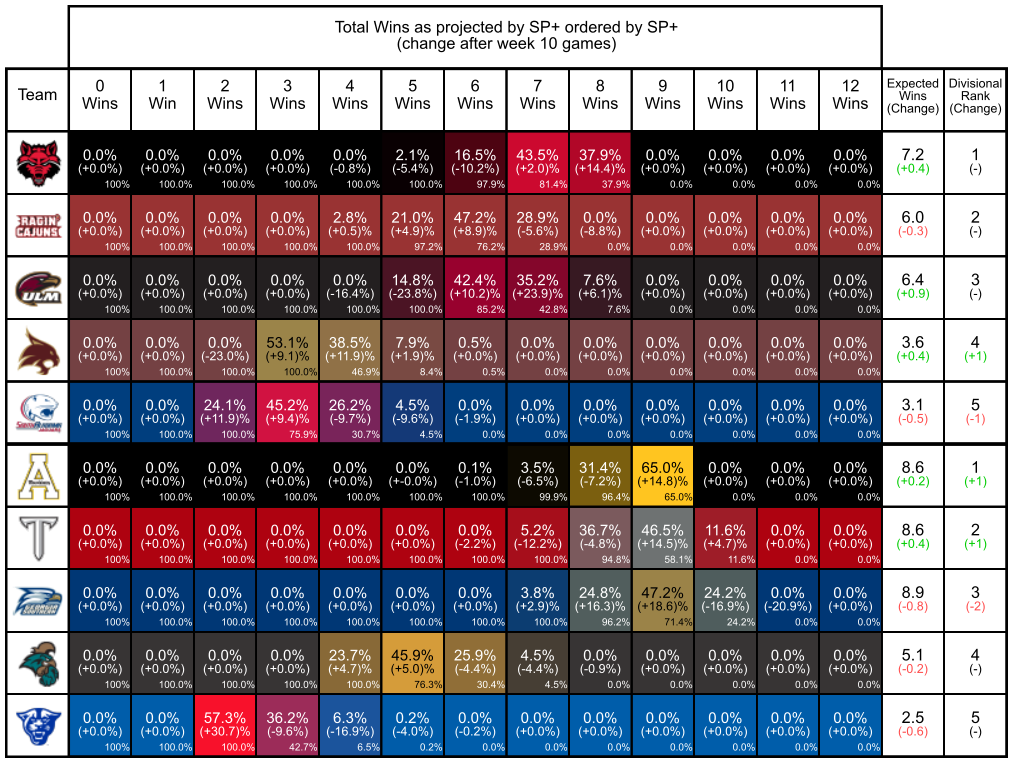 Total Wins as projected by SP+ ordered by SP+
(change after week 10 games)
Team 0 Wins 1 Win 2 Wins 3 Wins 4 Wins 5 Wins 6 Wins 7 Wins 8 Wins 9 Wins 10 Wins 11 Wins 12 Wins Expected Wins (Change) Divisional Rank (Change)
0.0% 0.0% 0.0% 0.0% 0.0% 2.1% 16.5% 43.5% 37.9% 0.0% 0.0% 0.0% 0.0% 7.2 1
(+0.0%) (+0.0%) (+0.0%) (+0.0%) (-0.8%) (-5.4%) (-10.2%) (+2.0)% (+14.4)% (+0.0%) (+0.0%) (+0.0%) (+0.0%) (+0.4) (-)
100% 100.0% 100.0% 100.0% 100.0% 100.0% 97.9% 81.4% 37.9% 0.0% 0.0% 0.0% 0.0%
RAGIN' CAJUNS
0.0% 0.0% 0.0% 0.0% 2.8% 21.0% 47.2% 28.9% 0.0% 0.0% 0.0% 0.0% 0.0% 6.0 2
(+0.0%) (+0.0%) (+0.0%) (+0.0%) (+0.5)% (+4.9)% (+8.9)% (-5.6%) (-8.8%) (+0.0%) (+0.0%) (+0.0%) (+0.0%) (-0.3) (-)
100% 100.0% 100.0% 100.0% 100.0% 97.2% 76.2% 28.9% 0.0% 0.0% 0.0% 0.0% 0.0%
ULM
0.0% 0.0% 0.0% 0.0% 0.0% 14.8% 42.4% 35.2% 7.6% 0.0% 0.0% 0.0% 0.0% 6.4 3
(+0.0%) (+0.0%) (+0.0%) (+0.0%) (-16.4%) (-23.8%) (+10.2)% (+23.9)% (+6.1)% (+0.0%) (+0.0%) (+0.0%) (+0.0%) (+0.9) (-)
100% 100.0% 100.0% 100.0% 100.0% 100.0% 85.2% 42.8% 7.6% 0.0% 0.0% 0.0% 0.0%
0.0% 0.0% 0.0% 53.1% 38.5% 7.9% 0.5% 0.0% 0.0% 0.0% 0.0% 0.0% 0.0% 3.6 4
(+0.0%) (+0.0%) (-23.0%) (+9.1)% (+11.9)% (+1.9)% (+0.0%) (+0.0%) (+0.0%) (+0.0%) (+0.0%) (+0.0%) (+0.0%) (+0.4) (+1)
100% 100.0% 100.0% 100.0% 46.9% 8.4% 0.5% 0.0% 0.0% 0.0% 0.0% 0.0% 0.0%
0.0% 0.0% 24.1% 45.2% 26.2% 4.5% 0.0% 0.0% 0.0% 0.0% 0.0% 0.0% 0.0% 3.1 5
(+0.0%) (+0.0%) (+11.9)% (+9.4)% (-9.7%) (-9.6%) (-1.9%) (+0.0%) (+0.0%) (+0.0%) (+0.0%) (+0.0%) (+0.0%) (-0.5) (-1)
100% 100.0% 100.0% 75.9% 30.7% 4.5% 0.0% 0.0% 0.0% 0.0% 0.0% 0.0% 0.0%
A
0.0% 0.0% 0.0% 0.0% 0.0% 0.0% 0.1% 3.5% 31.4% 65.0% 0.0% 0.0% 0.0% 8.6 1
(+0.0%) (+0.0%) (+0.0%) (+0.0%) (+0.0%) (+-0.0%) (-1.0%) (-6.5%) (-7.2%) (+14.8)% (+0.0%) (+0.0%) (+0.0%) (+0.2) (+1)
100% 100.0% 100.0% 100.0% 100.0% 100.0% 100.0% 99.9% 96.4% 65.0% 0.0% 0.0% 0.0%
T
0.0% 0.0% 0.0% 0.0% 0.0% 0.0% 0.0% 5.2% 36.7% 46.5% 11.6% 0.0% 0.0% 8.6 2
(+0.0%) (+0.0%) (+0.0%) (+0.0%) (+0.0%) (+0.0%) (-2.2%) (-12.2%) (-4.8%) (+14.5)% (+4.7)% (+0.0%) (+0.0%) (+0.4) (+1)
100% 100.0% 100.0% 100.0% 100.0% 100.0% 100.0% 100.0% 94.8% 58.1% 11.6% 0.0% 0.0%
0.0% 0.0% 0.0% 0.0% 0.0% 0.0% 0.0% 3.8% 24.8% 47.2% 24.2% 0.0% 0.0% 8.9 3
(+0.0%) (+0.0%) (+0.0%) (+0.0%) (+0.0%) (+0.0%) (+0.0%) (+2.9)% (+16.3)% (+18.6)% (-16.9%) (-20.9%) (+0.0%) (-0.8) (-2)
100% 100.0% 100.0% 100.0% 100.0% 100.0% 100.0% 100.0% 96.2% 71.4% 24.2% 0.0% 0.0%
0.0% 0.0% 0.0% 0.0% 23.7% 45.9% 25.9% 4.5% 0.0% 0.0% 0.0% 0.0% 0.0% 5.1 4
(+0.0%) (+0.0%) (+0.0%) (+0.0%) (+4.7)% (+5.0)% (-4.4%) (-4.4%) (-0.9%) (+0.0%) (+0.0%) (+0.0%) (+0.0%) (-0.2) (-)
100% 100.0% 100.0% 100.0% 100.0% 76.3% 30.4% 4.5% 0.0% 0.0% 0.0% 0.0% 0.0%
0.0% 0.0% 57.3% 36.2% 6.3% 0.2% 0.0% 0.0% 0.0% 0.0% 0.0% 0.0% 0.0% 2.5 5
(+0.0%) (+0.0%) (+30.7)% (-9.6%) (-16.9%) (-4.0%) (-0.2%) (+0.0%) (+0.0%) (+0.0%) (+0.0%) (+0.0%) (+0.0%) (-0.6) (-)
100% 100.0% 100.0% 42.7% 6.5% 0.2% 0.0% 0.0% 0.0% 0.0% 0.0% 0.0% 0.0%